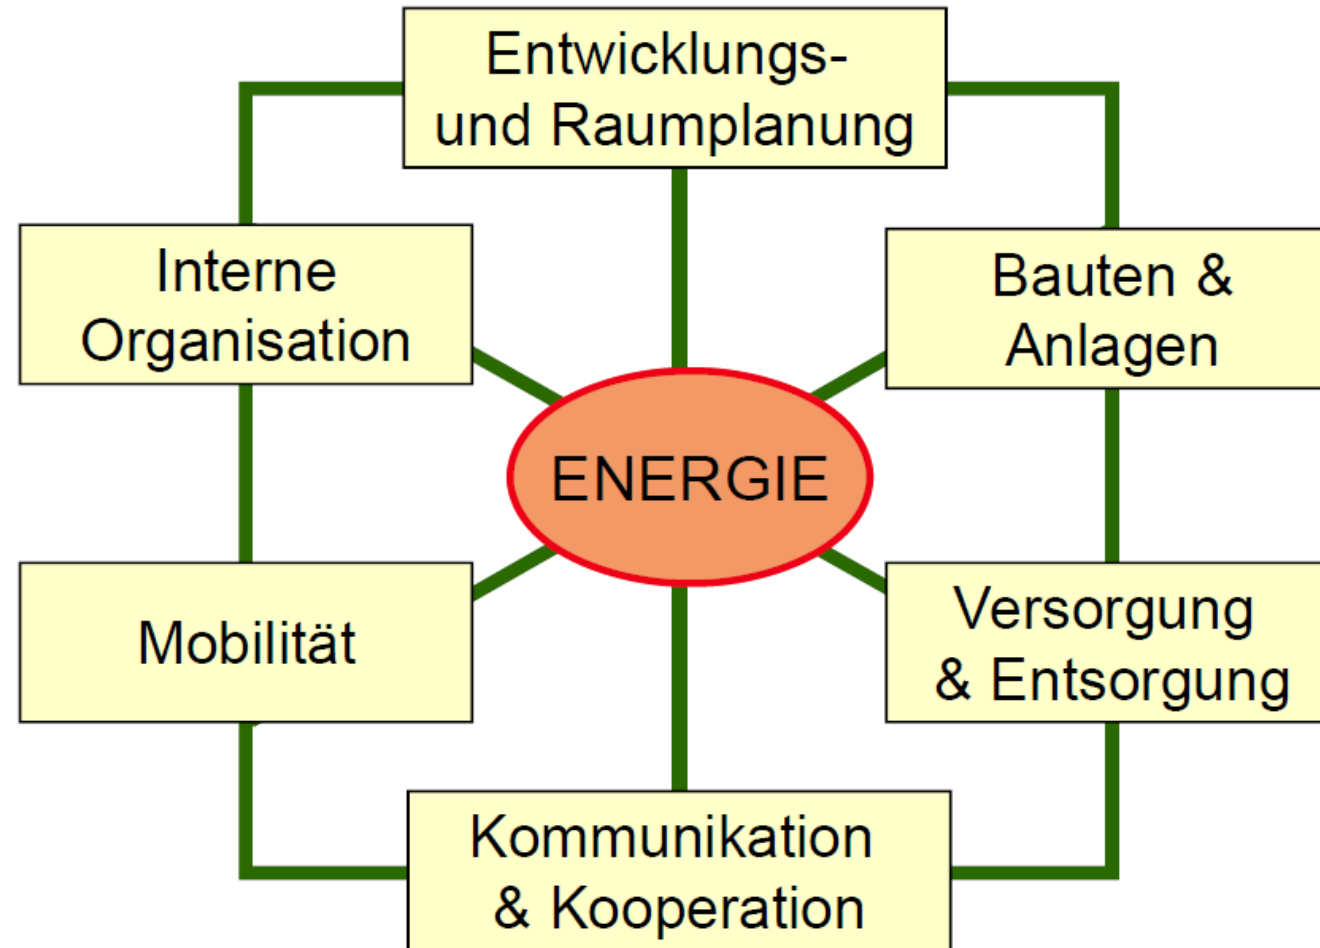 Entwicklungs-
und Raumplanung
Interne
Organisation
Bauten &
Anlagen
ENERGIE
Mobilität
Versorgung
& Entsorgung
Kommunikation
& Kooperation